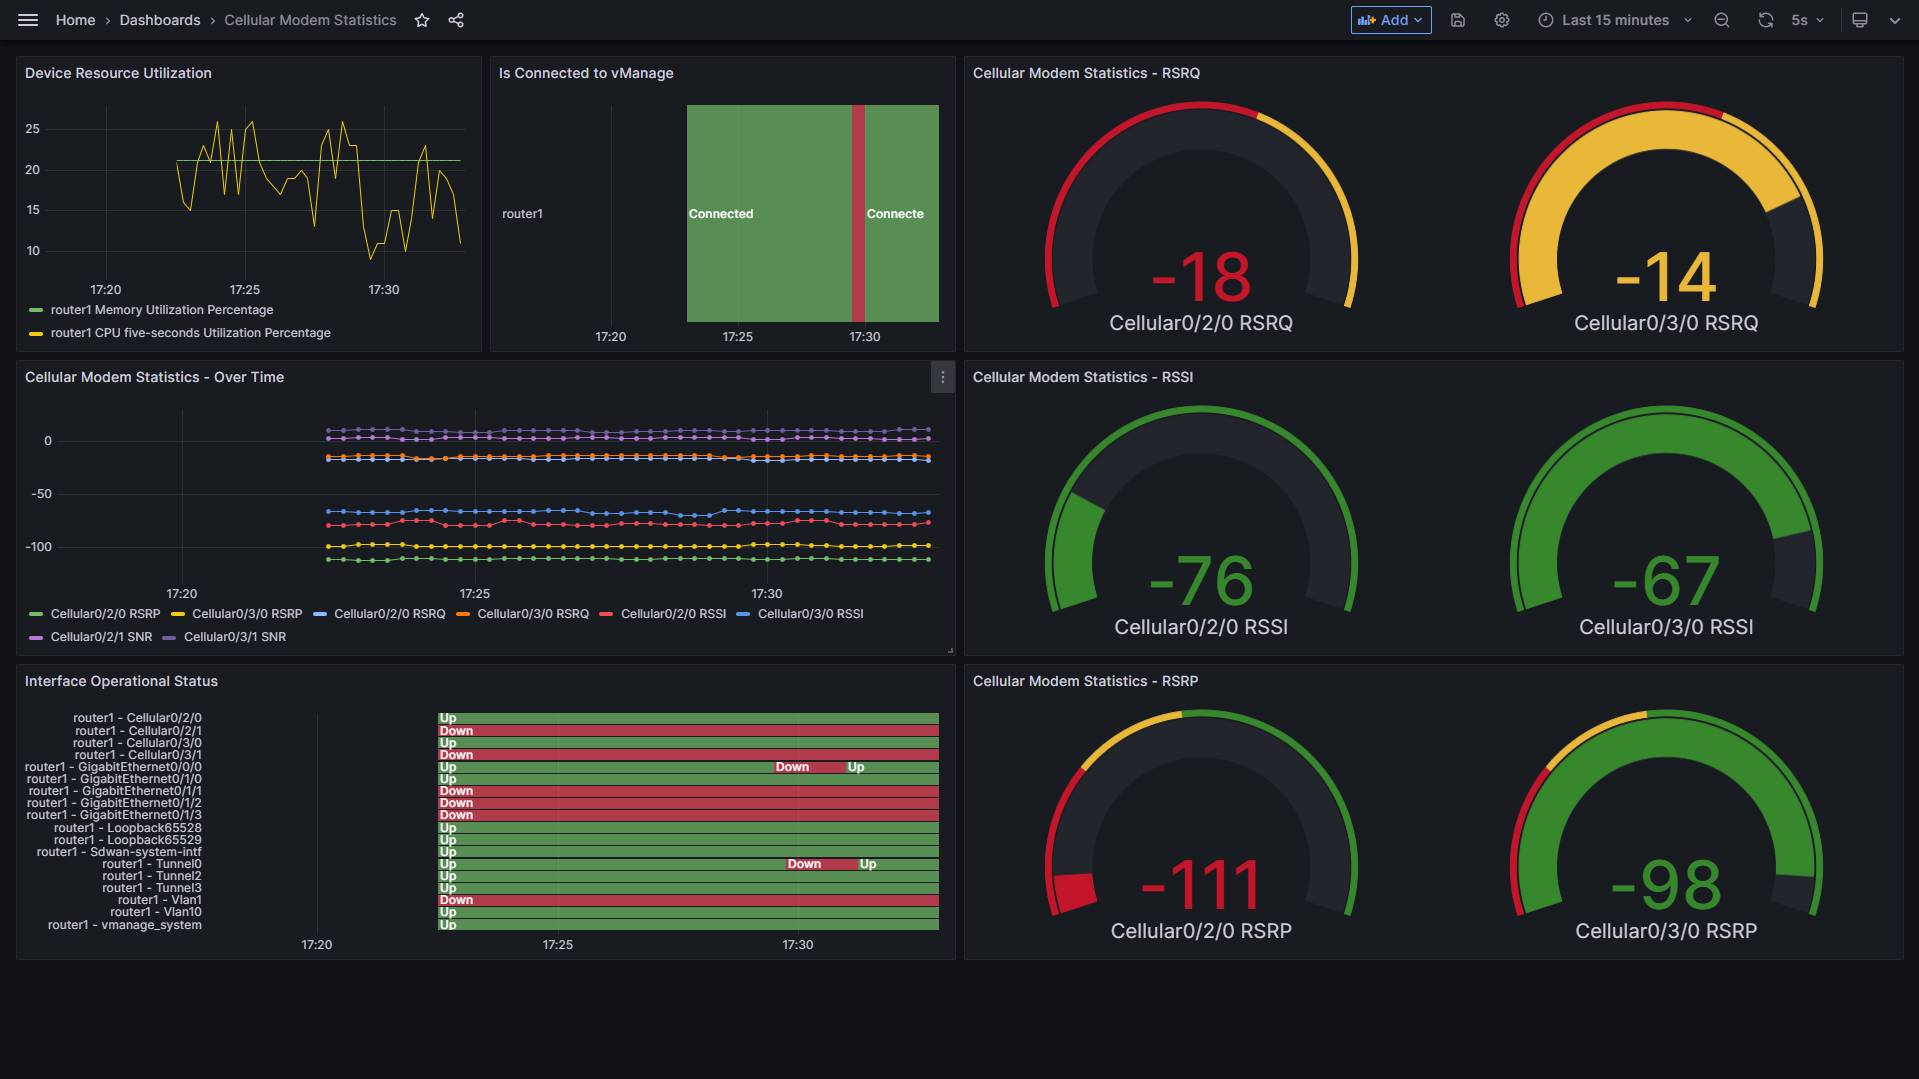 Home › Dashboards › Cellular Modem Statistics
Add
Last 15 minutes
5s
Device Resource Utilization
25
20
15
10
17:20 17:25 17:30
router1 Memory Utilization Percentage
router1 CPU five-seconds Utilization Percentage
Is Connected to vManage
router1
Connected
Connecte
17:20 17:25 17:30
Cellular Modem Statistics - RSRQ
-18
Cellular0/2/0 RSRQ
-14
Cellular0/3/0 RSRQ
Cellular Modem Statistics - Over Time
0
-50
-100
17:20 17:25 17:30
Cellular0/2/0 RSRP Cellular0/3/0 RSRP Cellular0/2/0 RSRQ Cellular0/3/0 RSRQ Cellular0/2/0 RSSI Cellular0/3/0 RSSI
Cellular0/2/1 SNR Cellular0/3/1 SNR
Cellular Modem Statistics - RSSI
-76
Cellular0/2/0 RSSI
-67
Cellular0/3/0 RSSI
Interface Operational Status
router1 - Cellular0/2/0 Up
router1 - Cellular0/2/1 Down
router1 - Cellular0/3/0 Up
router1 - Cellular0/3/1 Down
router1 - GigabitEthernet0/0/0 Up Down Up
router1 - GigabitEthernet0/1/0 Up
router1 - GigabitEthernet0/1/1 Down
router1 - GigabitEthernet0/1/2 Down
router1 - GigabitEthernet0/1/3 Down
router1 - Loopback65528 Up
router1 - Loopback65529 Up
router1 - Sdwan-system-intf Up
router1 - Tunnel0 Up Down Up
router1 - Tunnel2 Up
router1 - Tunnel3 Up
router1 - Vlan1 Down
router1 - Vlan10 Up
router1 - vmanage_system Up
17:20 17:25 17:30
Cellular Modem Statistics - RSRP
-111
Cellular0/2/0 RSRP
-98
Cellular0/3/0 RSRP